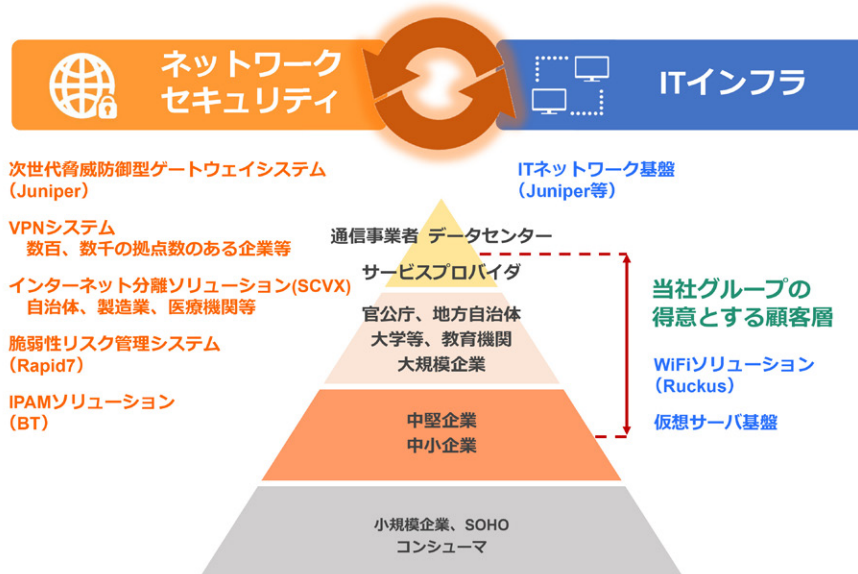 ネットワーク
セキュリティ
ITインフラ
次世代脅威防御型ゲートウェイシステム
（Juniper）
VPNシステム
数百、数千の拠点数のある企業等
インターネット分離ソリューション(SCVX)
自治体、製造業、医療機関等
脆弱性リスク管理システム
（Rapid7）
IPAMソリューション
（BT）
ITネットワーク基盤
（Juniper等）
通信事業者 データセンター
サービスプロバイダ
官公庁、地方自治体
大学等、教育機関
大規模企業
中堅企業
中小企業
小規模企業、SOHO
コンシューマ
当社グループの
得意とする顧客層
WiFiソリューション
（Ruckus）
仮想サーバ基盤